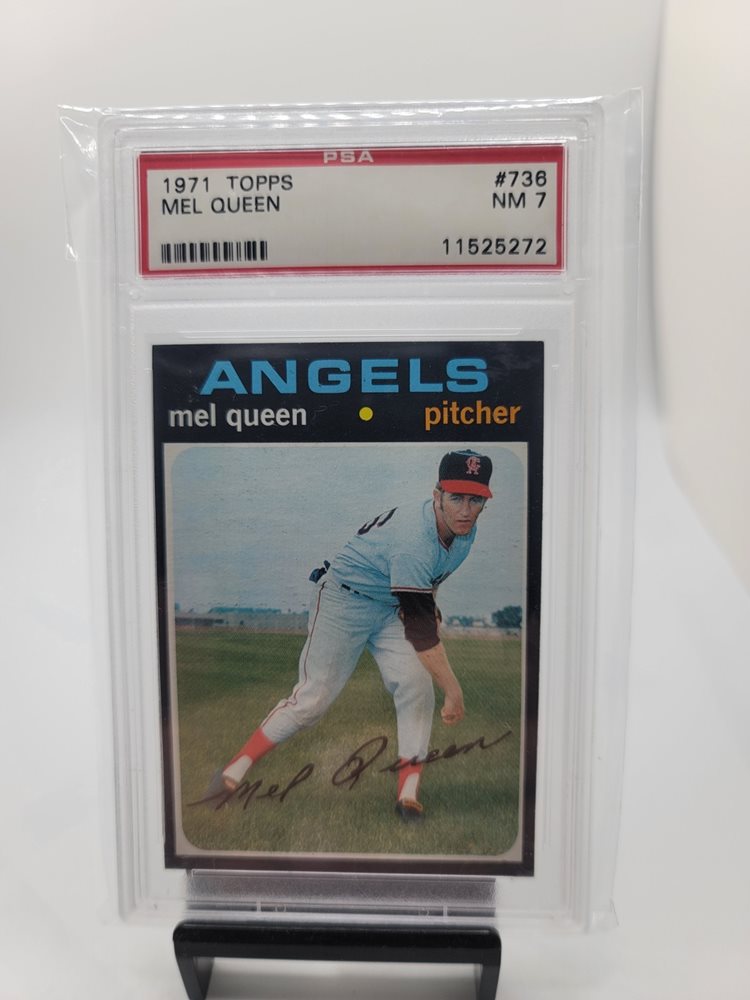 PSA
1971 TOPPS #736
MEL QUEEN NM 7
11525272
ANGELS
mel queen pitcher
Mel Queen